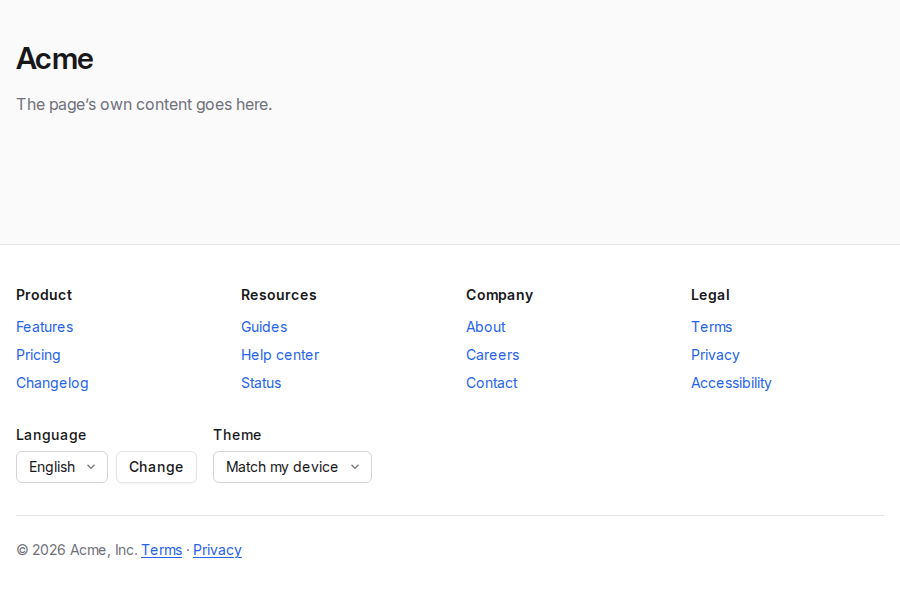 Acme
The page’s own content goes here.
Product
Features
Pricing
Changelog
Resources
Guides
Help center
Status
Company
About
Careers
Contact
Legal
Terms
Privacy
Accessibility
Language
English
Change
Theme
Match my device
© 2026 Acme, Inc. Terms · Privacy